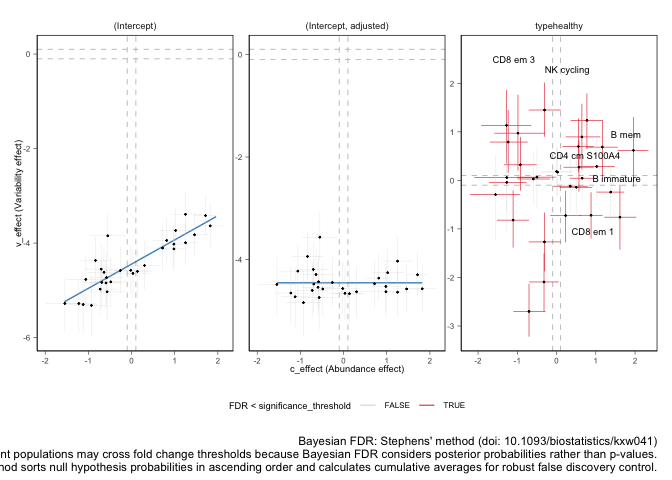 (Intercept)
(Intercept, adjusted)
typehealthy
v_effect (Variability effect)
0
-2
-4
-6
-2
-1
0
1
2
-2
-4
-2
-1
0
1
2
c_effect (Abundance effect)
2
1
0
-1
-2
-3
-2
-1
0
1
2
CD8 em 3
NK cycling
B mem
CD4 cm S100A4
B immature
CD8 em 1
FDR < significance_threshold
FALSE
TRUE
Bayesian FDR: Stephens' method (doi: 10.1093/biostatistics/kxw041)
nt populations may cross fold change thresholds because Bayesian FDR considers posterior probabilities rather than p-values.
nod sorts null hypothesis probabilities in ascending order and calculates cumulative averages for robust false discovery control.